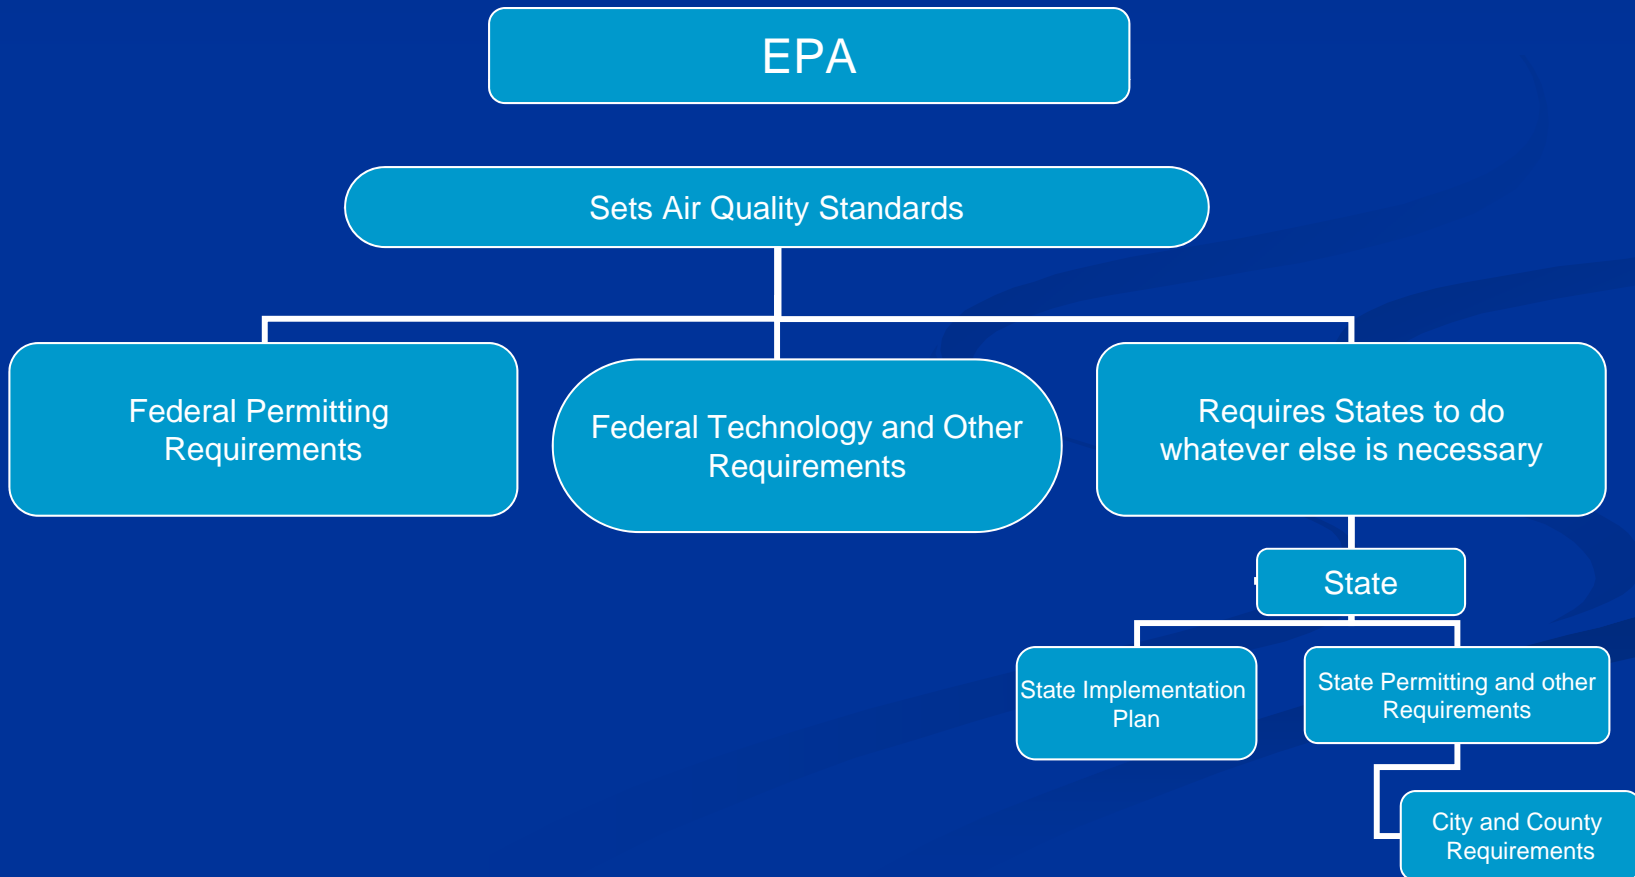 EPA
Sets Air Quality Standards
Federal Permitting
Requirements
Federal Technology and Other
Requirements
Requires States to do
whatever else is necessary
State
State Implementation
Plan
State Permitting and other
Requirements
City and County
Requirements